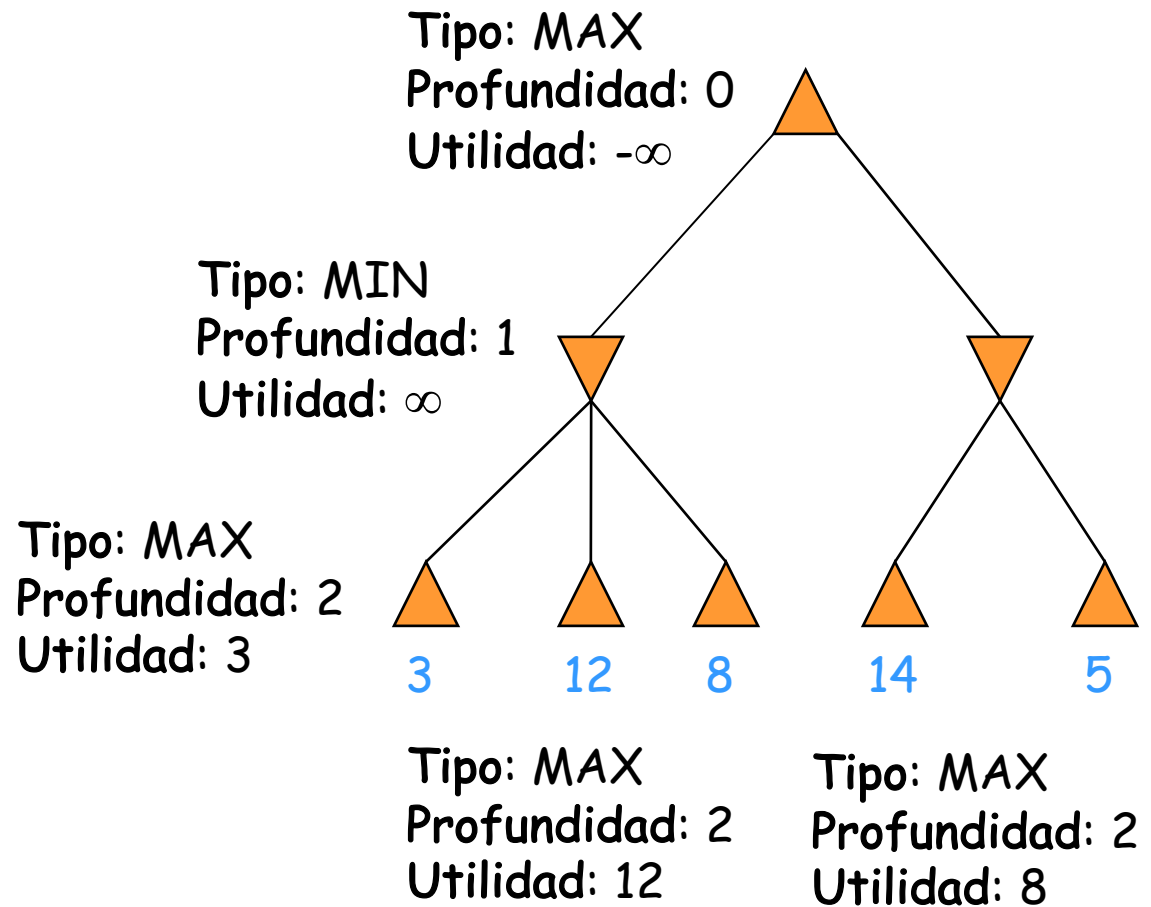 Tipo: MAX
Profundidad: 0
Utilidad: -∞
Tipo: MIN
Profundidad: 1
Utilidad: ∞
Tipo: MAX
Profundidad: 2
Utilidad: 3
3 12 8 14 5
Tipo: MAX
Profundidad: 2
Utilidad: 12
Tipo: MAX
Profundidad: 2
Utilidad: 8